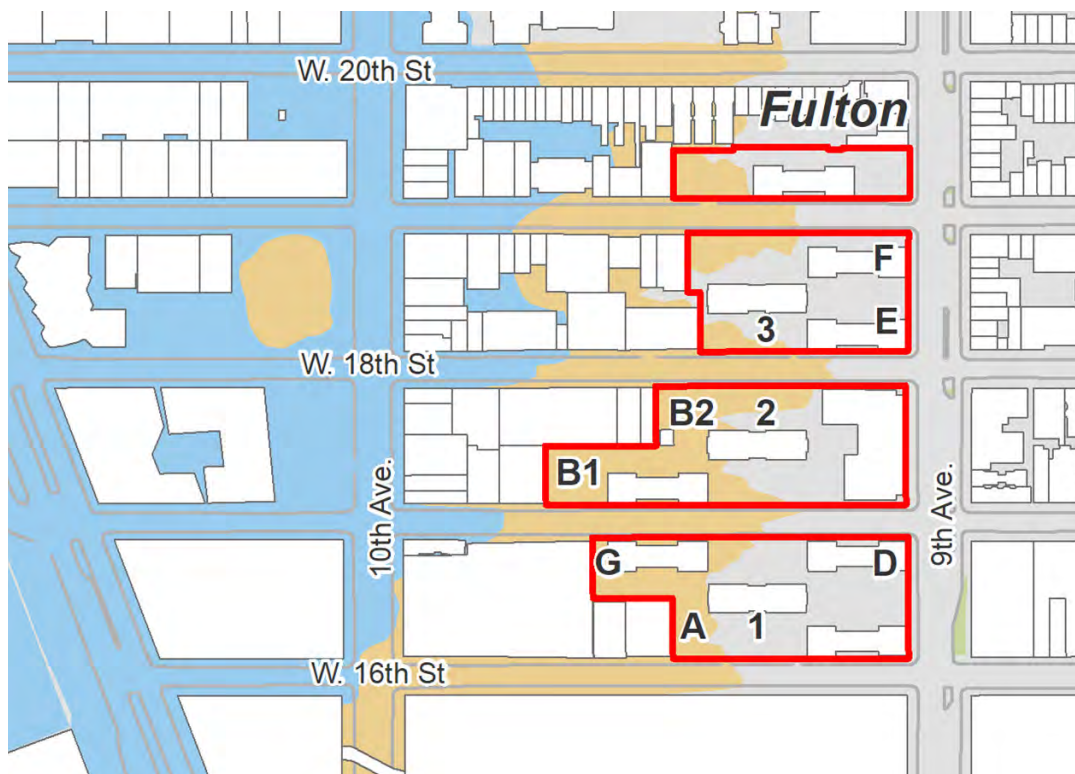 W. 20th St
Fulton
F
3
E
W. 18th St
B2
2
B1
10th Ave.
9th Ave.
G
D
A
1
W. 16th St